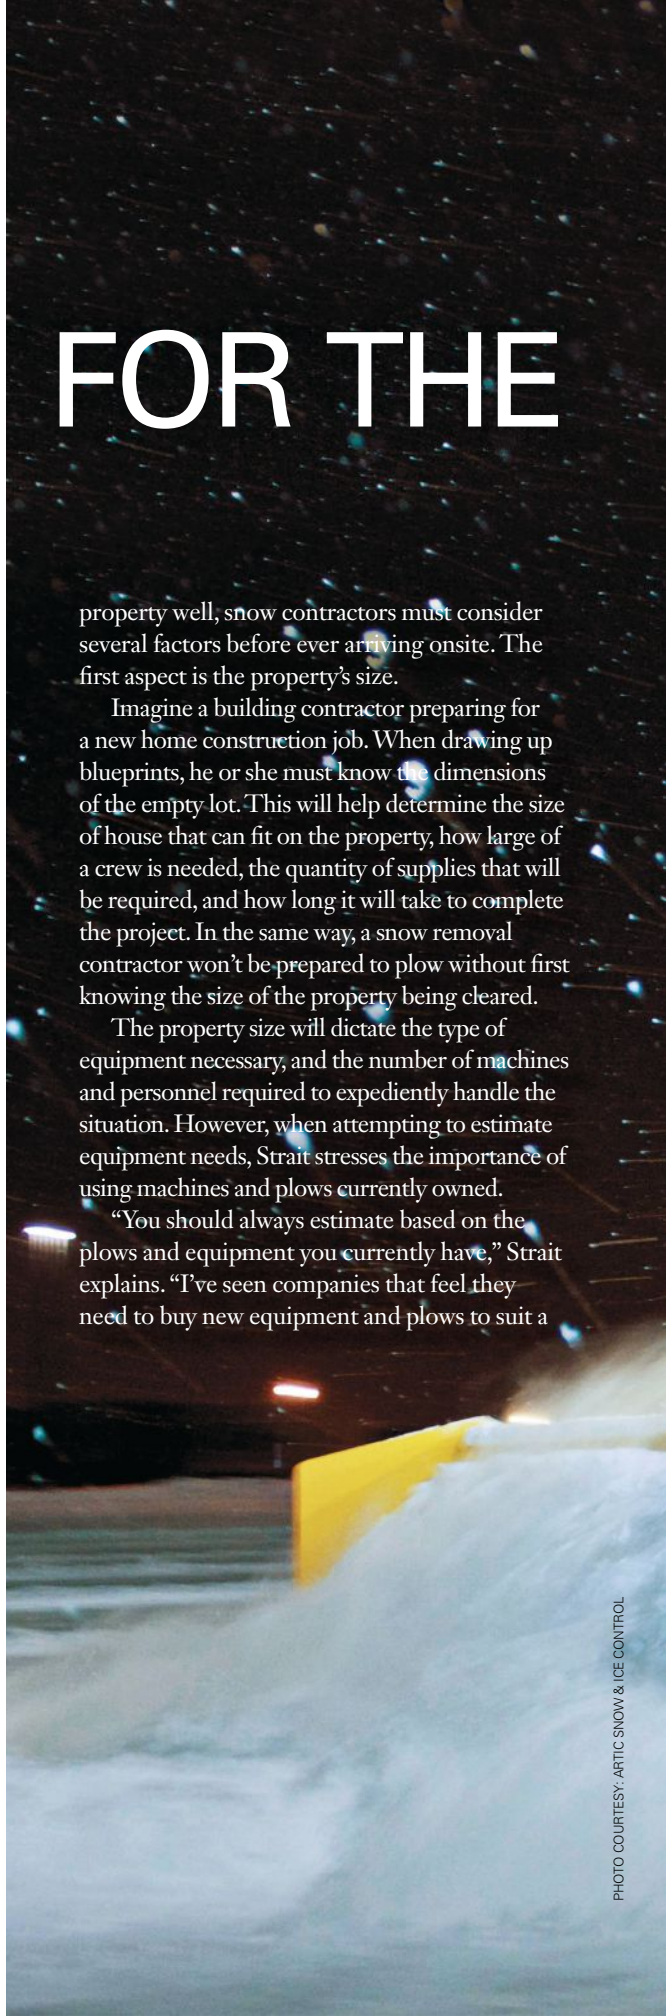 FOR THE
property well, snow contractors must consider
several factors before ever arriving onsite. The
first aspect is the property’s size.
Imagine a building contractor preparing for
a new home construction job. When drawing up
blueprints, he or she must know the dimensions
of the empty lot. This will help determine the size
of house that can fit on the property, how large of
a crew is needed, the quantity of supplies that will
be required, and how long it will take to complete
the project. In the same way, a snow removal
contractor won’t be prepared to plow without first
knowing the size of the property being cleared.
The property size will dictate the type of
equipment necessary, and the number of machines
and personnel required to expediently handle the
situation. However, when attempting to estimate
equipment needs, Strait stresses the importance of
using machines and plows currently owned.
“You should always estimate based on the
plows and equipment you currently have,” Strait
explains. “I’ve seen companies that feel they
need to buy new equipment and plows to suit a
PHOTO COURTESY: ARTIC SNOW & ICE CONTROL